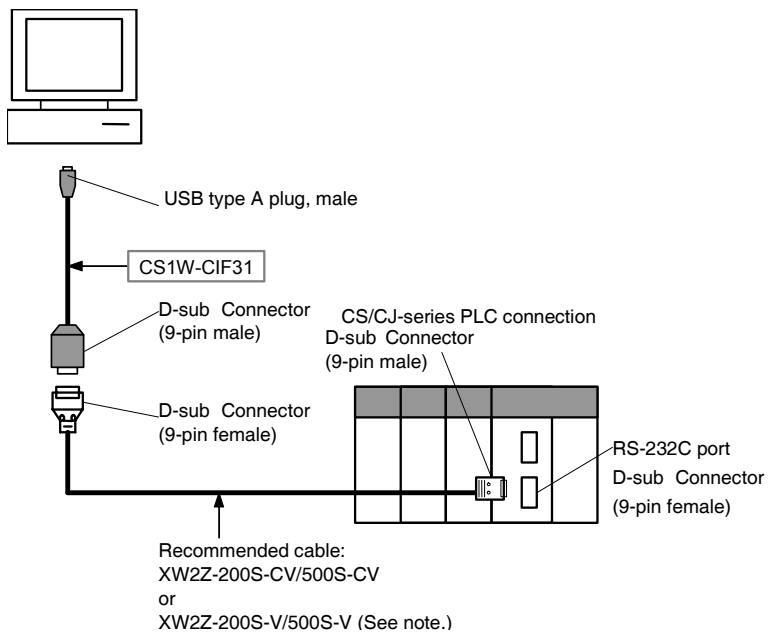 USB type A plug, male
CS1W-CIF31
D-sub Connector
(9-pin male)
CS/CJ-series PLC connection
D-sub Connector
(9-pin male)
D-sub Connector
(9-pin female)
RS-232C port
D-sub Connector
(9-pin female)
Recommended cable:
XW2Z-200S-CV/500S-CV
or
XW2Z-200S-V/500S-V (See note.)